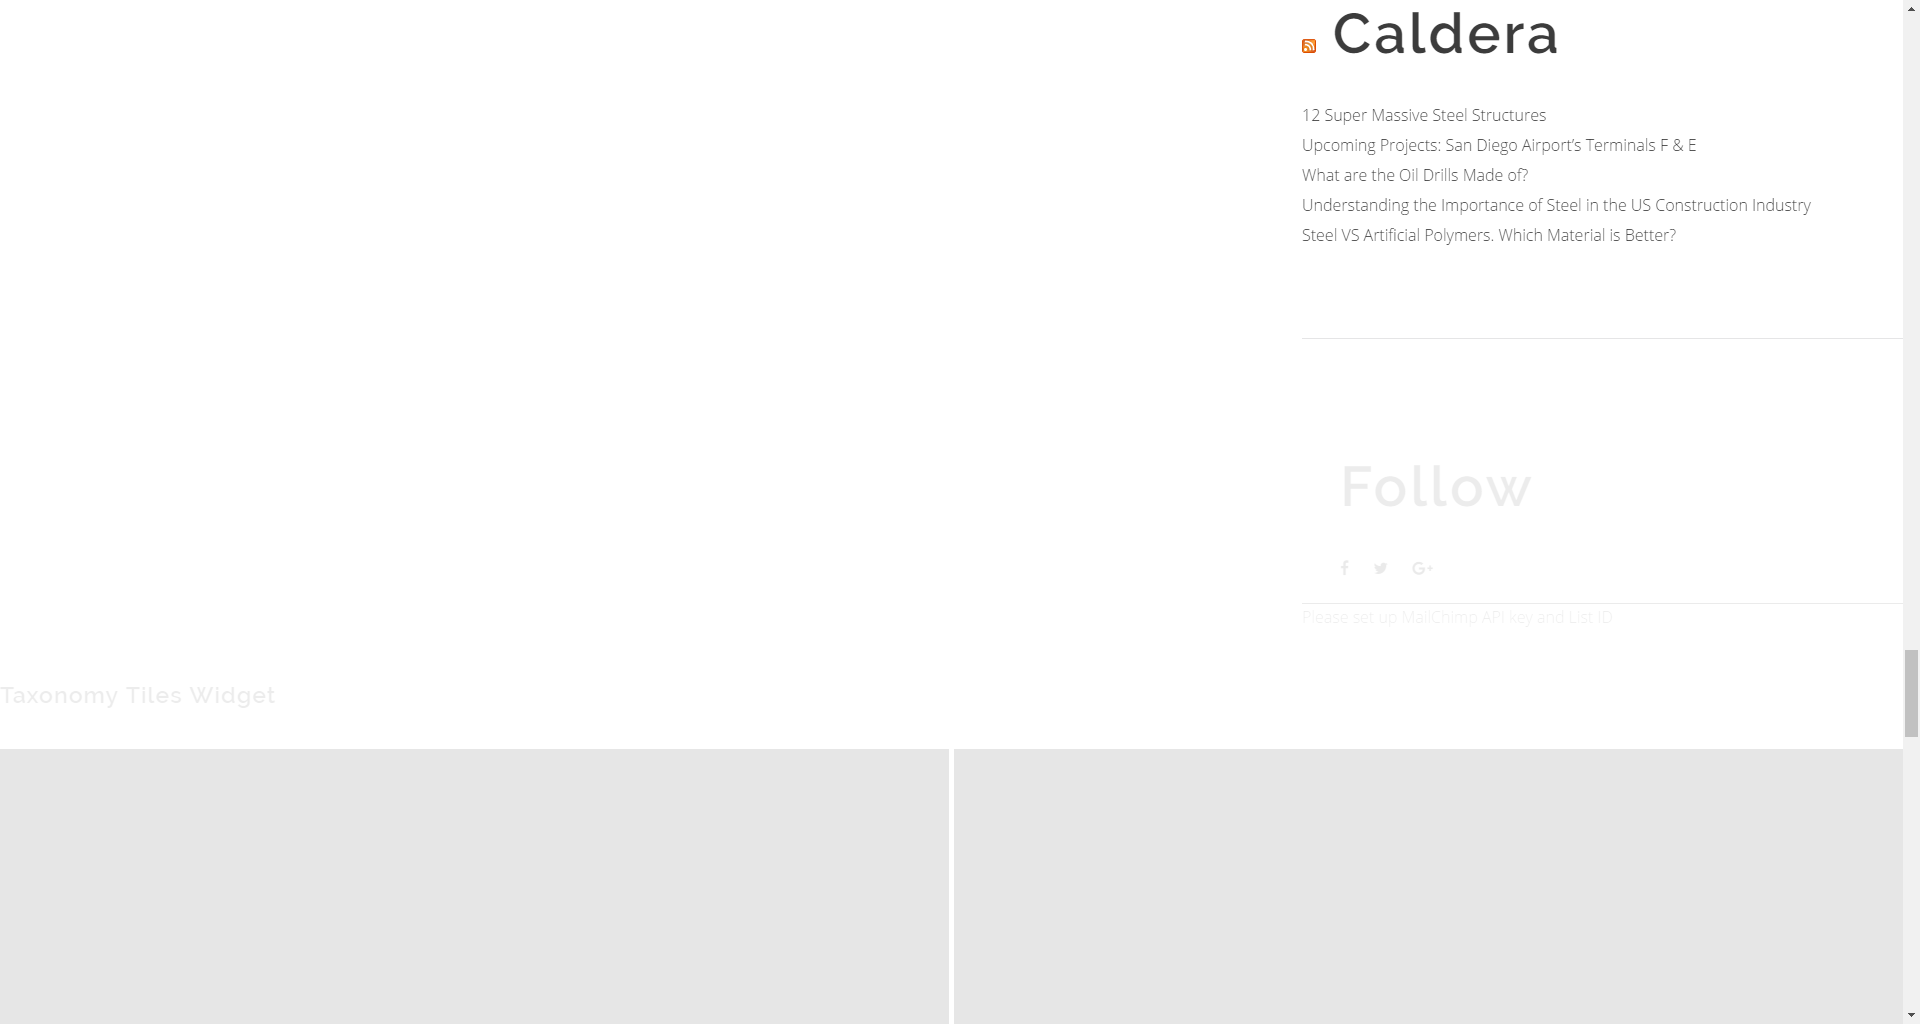 Caldera
12 Super Massive Steel Structures
Upcoming Projects: San Diego Airport’s Terminals F & E
What are the Oil Drills Made of?
Understanding the Importance of Steel in the US Construction Industry
Steel VS Artificial Polymers. Which Material is Better?
Follow
Please set up MailChimp API key and List ID
Taxonomy Tiles Widget